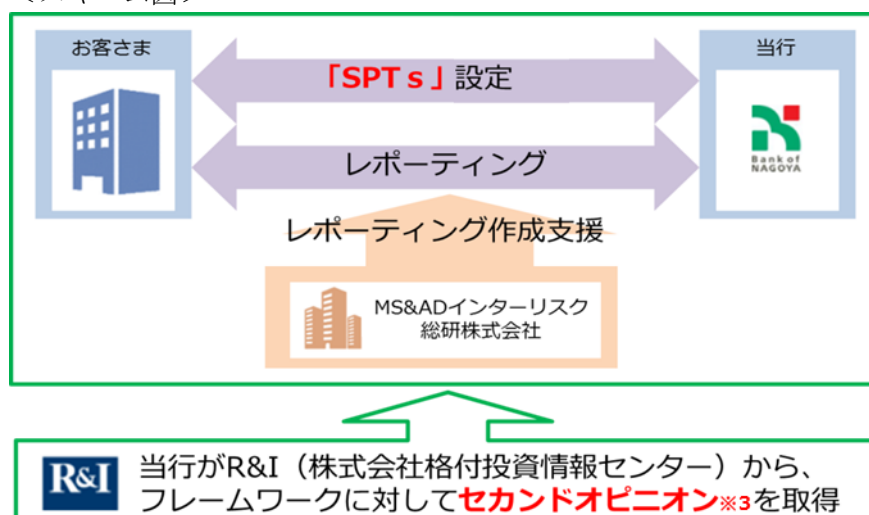 お客さま
当行
「SPTｓ」設定
Bank of
NAGOYA
レポーティング
レポーティング作成支援
MS&ADインターリスク
総研株式会社
R&I
当行がR&I（株式会社格付投資情報センター）から、
フレームワークに対してセカンドオピニオン※3を取得